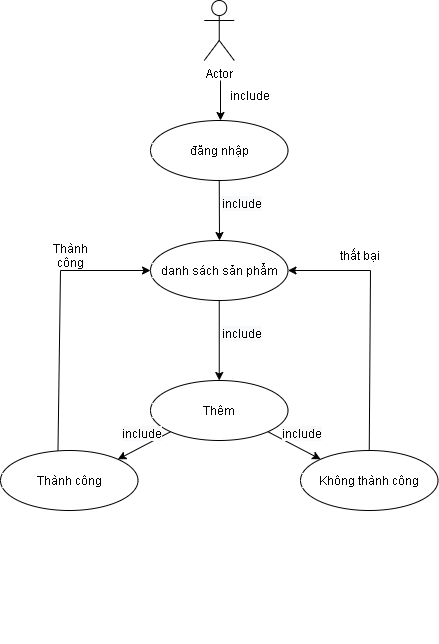 Actor
include
đăng nhập
include
Thành
công
thất bại
danh sách sản phẩm
include
Thêm
include
include
Thành công
Không thành công